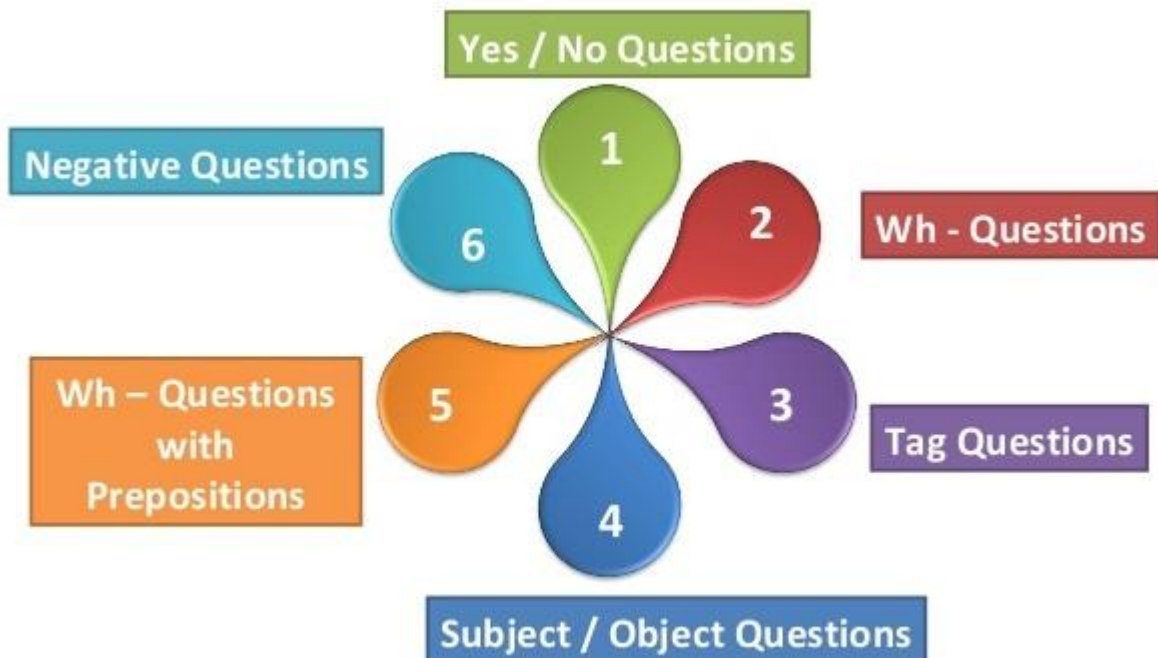 Yes / No Questions
1
2
Wh - Questions
3
Tag Questions
4
Subject / Object Questions
5
Wh – Questions
with
Prepositions
6
Negative Questions